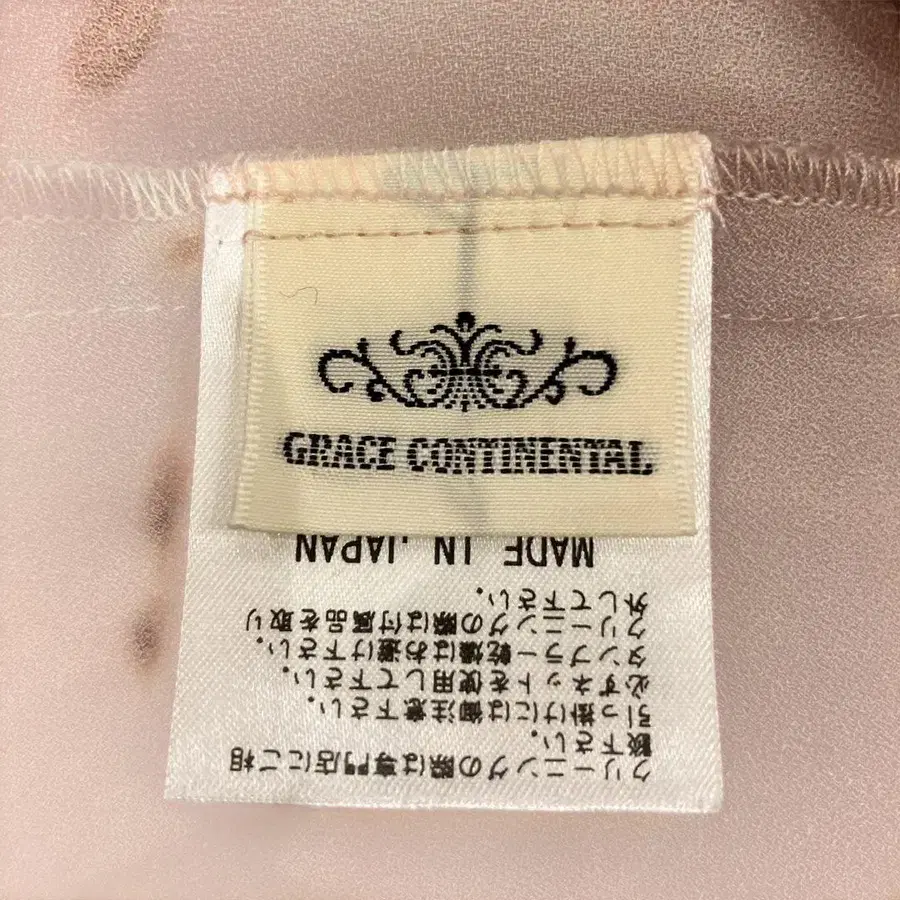 GRACE CONTINENTAL
クリーニングの際は専門店にご相
談下さい。
引っ掛けには御注意下さい。
必ずネットを使用して下さい。
タンブラー乾燥はお避け下さい。
クリーニングの際は付属品を取り
外して下さい。
MADE IN JAPAN